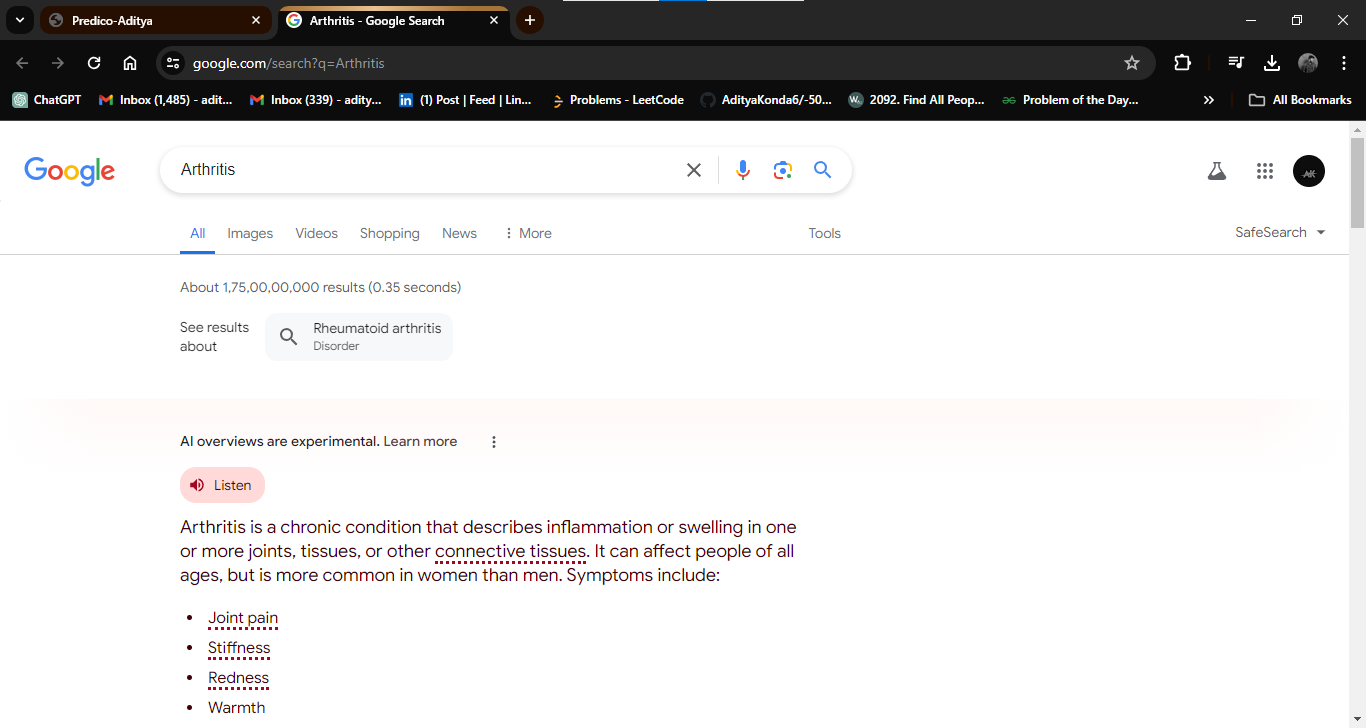 Predico-Aditya
Arthritis - Google Search
google.com/search?q=Arthritis
ChatGPT
Inbox (1,485) - adit...
Inbox (339) - adity...
(1) Post | Feed | Lin...
Problems - LeetCode
AdityaKonda6/-50...
2092. Find All Peop...
Problem of the Day...
All Bookmarks
Google
Arthritis
All Images Videos Shopping News More Tools SafeSearch
About 1,75,00,00,000 results (0.35 seconds)
See results
about
Rheumatoid arthritis
Disorder
AI overviews are experimental. Learn more
Listen
Arthritis is a chronic condition that describes inflammation or swelling in one
or more joints, tissues, or other connective tissues. It can affect people of all
ages, but is more common in women than men. Symptoms include:
• Joint pain
• Stiffness
• Redness
• Warmth